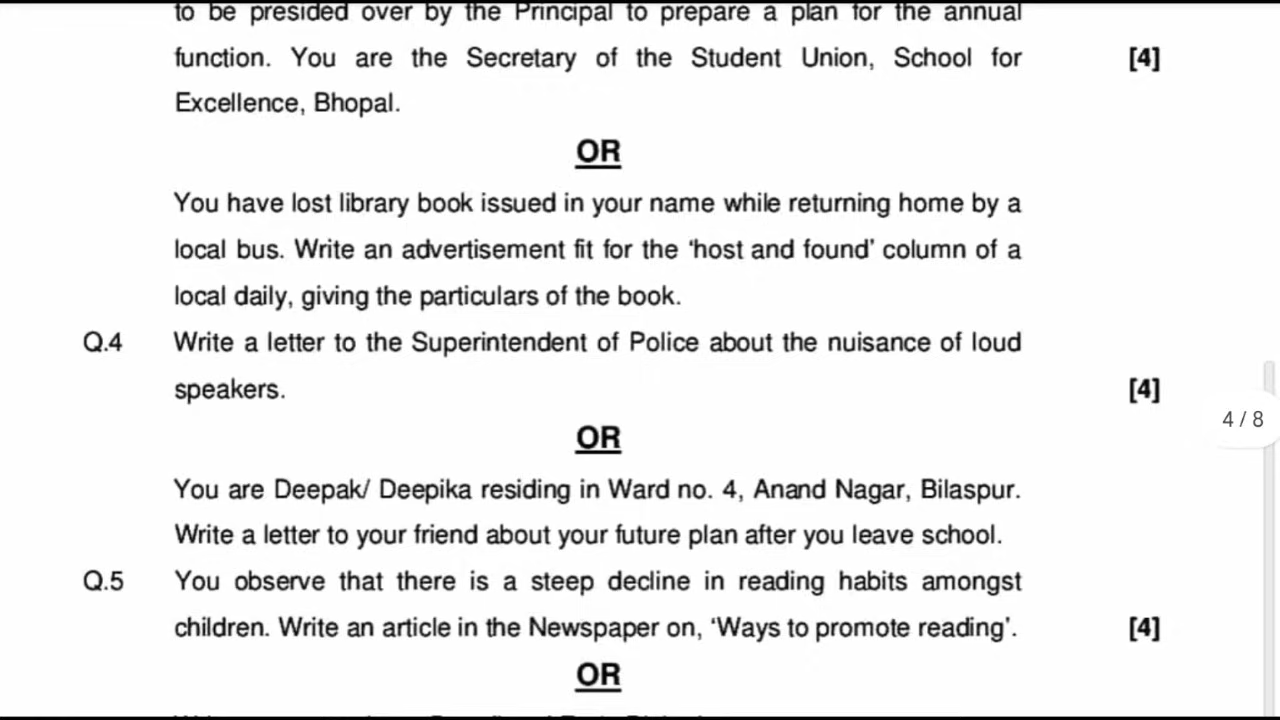 to be presided over by the Principal to prepare a plan for the annual
function. You are the Secretary of the Student Union, School for [4]
Excellence, Bhopal.
OR
You have lost library book issued in your name while returning home by a
local bus. Write an advertisement fit for the ‘host and found’ column of a
local daily, giving the particulars of the book.
Q.4 Write a letter to the Superintendent of Police about the nuisance of loud
speakers. [4]
OR
4 / 8
You are Deepak/ Deepika residing in Ward no. 4, Anand Nagar, Bilaspur.
Write a letter to your friend about your future plan after you leave school.
Q.5 You observe that there is a steep decline in reading habits amongst
children. Write an article in the Newspaper on, ‘Ways to promote reading’. [4]
OR